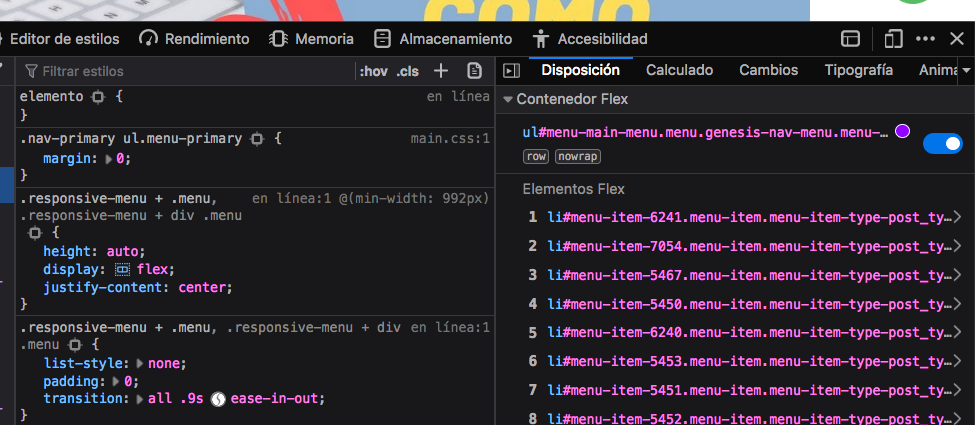 COMO
Editor de estilos
Rendimiento
Memoria
Almacenamiento
Accesibilidad
Filtrar estilos
:hov .cls
elemento {
en línea
}
.nav-primary ul.menu-primary {
main.css:1
margin: 0;
}
.responsive-menu + .menu,
en línea:1 @(min-width: 992px)
.responsive-menu + div .menu
{
height: auto;
display: flex;
justify-content: center;
}
.responsive-menu + .menu, .responsive-menu + div
en línea:1
.menu {
list-style: none;
padding: 0;
transition: all .9s ease-in-out;
}
Disposición
Calculado
Cambios
Tipografía
Anima
Contenedor Flex
ul#menu-main-menu.menu.genesis-nav-menu.menu-…
row
nowrap
Elementos Flex
1 li#menu-item-6241.menu-item.menu-item-type-post_ty…
2 li#menu-item-7054.menu-item.menu-item-type-post_ty…
3 li#menu-item-5467.menu-item.menu-item-type-post_ty…
4 li#menu-item-5450.menu-item.menu-item-type-post_ty…
5 li#menu-item-6240.menu-item.menu-item-type-post_ty…
6 li#menu-item-5453.menu-item.menu-item-type-post_ty…
7 li#menu-item-5451.menu-item.menu-item-type-post_ty…
8 li#menu-item-5452.menu-item.menu-item-type-post_ty…